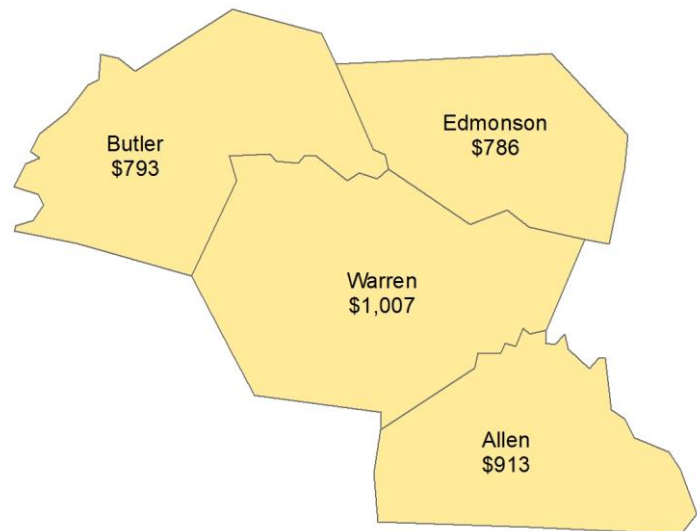 Edmonson
$786
Butler
$793
Warren
$1,007
Allen
$913